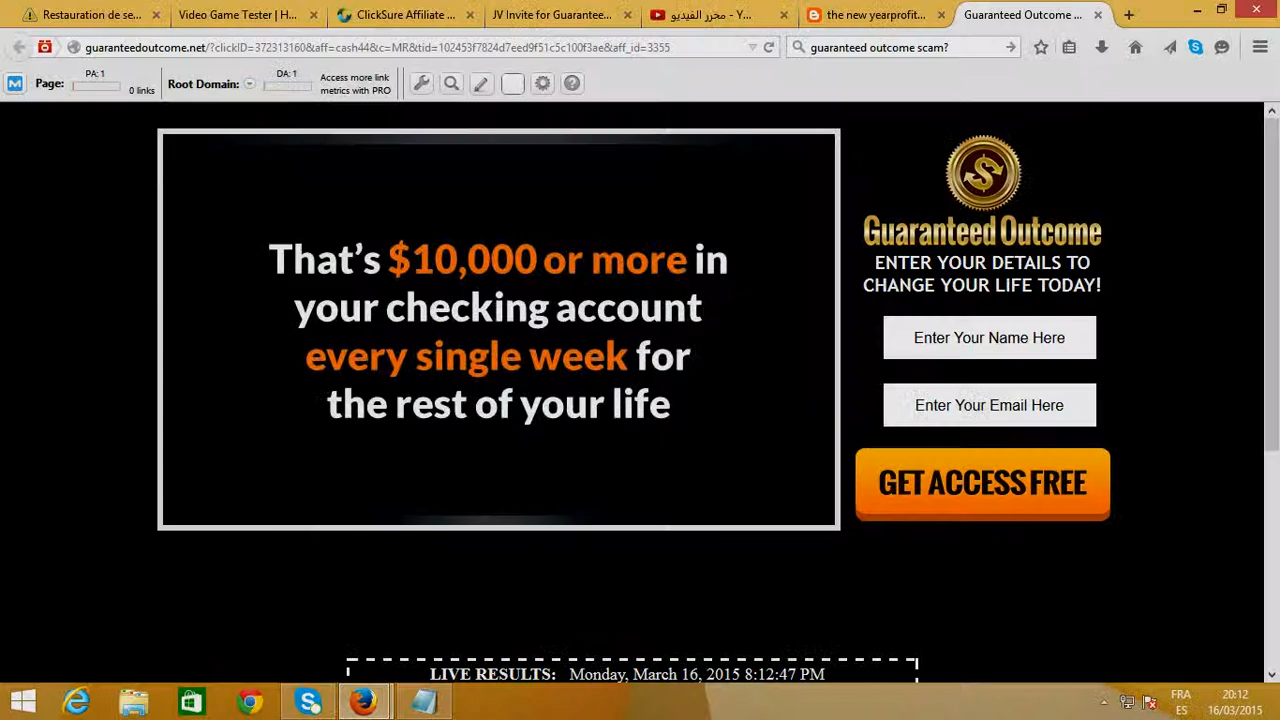 Restauration de se...
Video Game Tester | H...
ClickSure Affiliate ...
JV Invite for Guarantee...
محرر الفيديو - Y...
the new yearprofit...
Guaranteed Outcome ...
guaranteedoutcome.net/?clickID=372313160&aff=cash44&c=MR&tid=102453f7824d7eed9f51c5c100f3ae&aff_id=3355
guaranteed outcome scam?
Page:
PA: 1
0 links
Root Domain:
DA: 1
Access more link
metrics with PRO
That's $10,000 or more in
your checking account
every single week for
the rest of your life
Guaranteed Outcome
ENTER YOUR DETAILS TO
CHANGE YOUR LIFE TODAY!
Enter Your Name Here
Enter Your Email Here
GET ACCESS FREE
LIVE RESULTS: Monday, March 16, 2015 8:12:47 PM
FRA
ES
20:12
16/03/2015